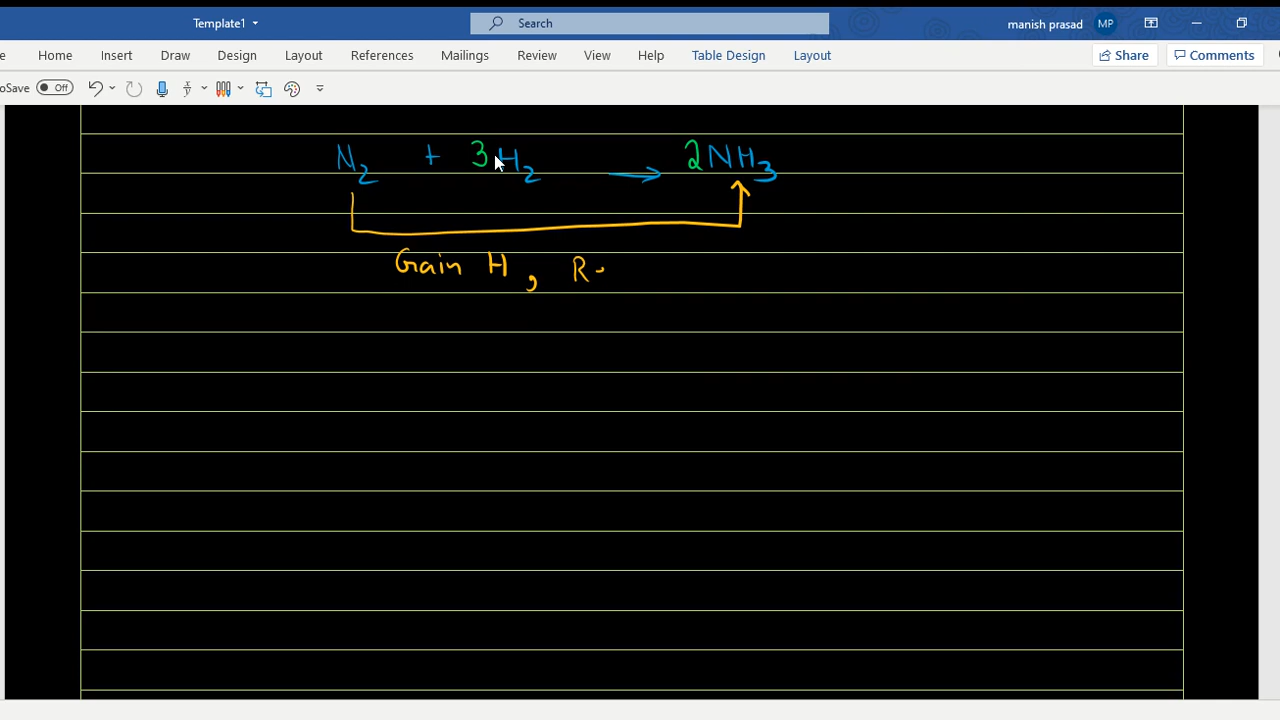 Template1
Search
manish prasad MP
e Home Insert Draw Design Layout References Mailings Review View Help Table Design Layout Share Comments
oSave Off
N2 + 3H2 → 2NH3
Gain H, R.